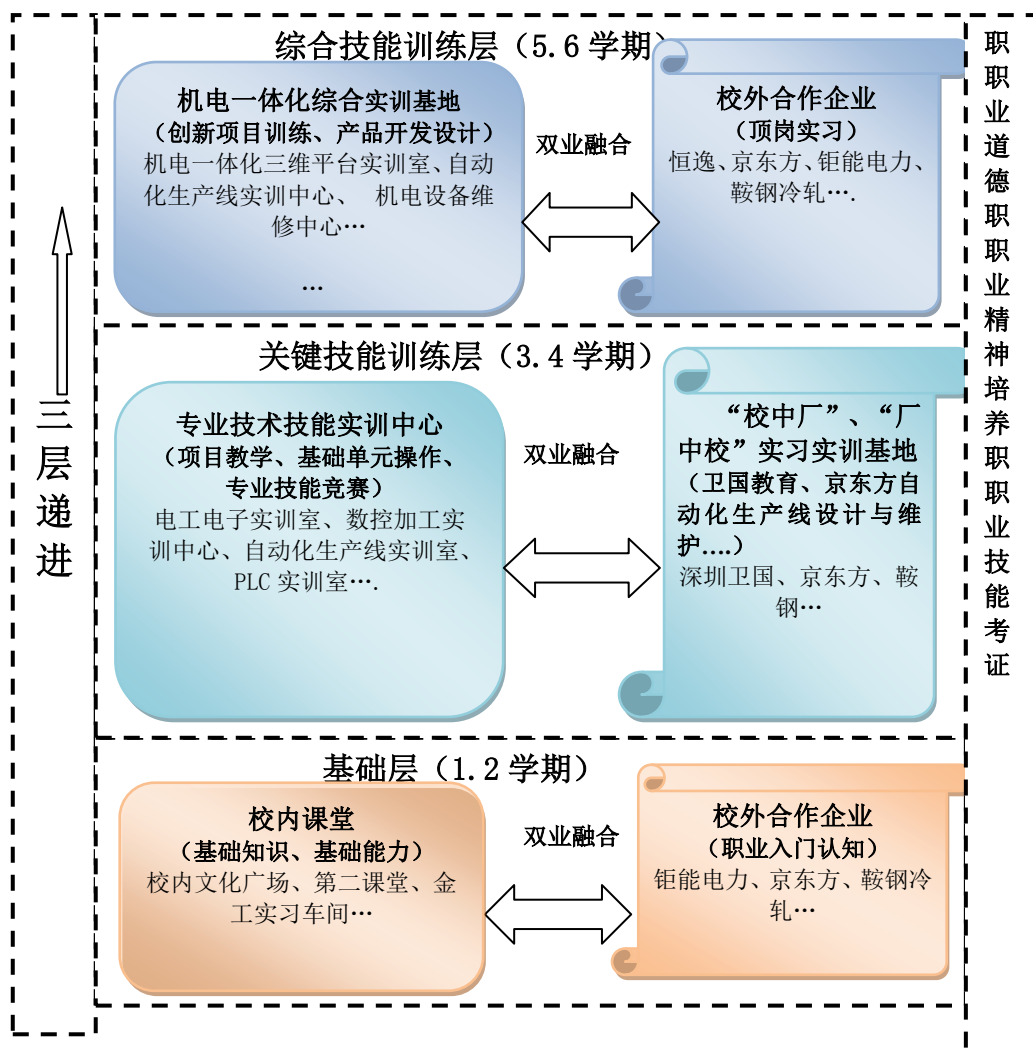 综合技能训练层（5.6 学期）
机电一体化综合实训基地
（创新项目训练、产品开发设计）
机电一体化三维平台实训室、自动
化生产线实训中心、 机电设备维
修中心…
…
双业融合
校外合作企业
（顶岗实习）
恒逸、京东方、钜能电力、
鞍钢冷轧….
关键技能训练层（3.4 学期）
专业技术技能实训中心
（项目教学、基础单元操作、
专业技能竞赛）
电工电子实训室、数控加工实
训中心、自动化生产线实训室、
PLC 实训室….
双业融合
“校中厂”、“厂
中校”实习实训基地
（卫国教育、京东方自
动化生产线设计与维
护….）
深圳卫国、京东方、鞍
钢…
基础层（1.2 学期）
校内课堂
（基础知识、基础能力）
校内文化广场、第二课堂、金
工实习车间…
双业融合
校外合作企业
（职业入门认知）
钜能电力、京东方、鞍钢冷
轧…
三层递进
职职业道德职职业精神培养职职业技能考证